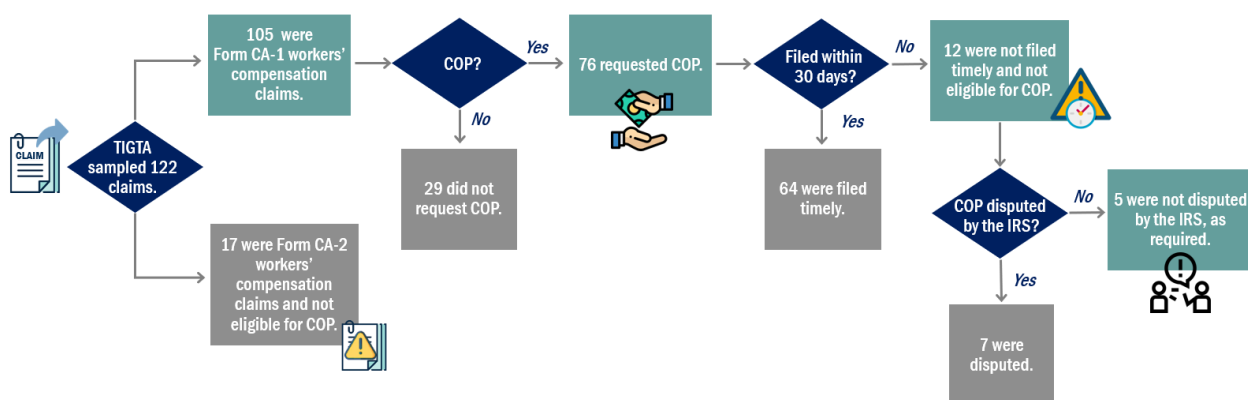 CLAIM
TIGTA
sampled 122
claims.
105 were
Form CA-1 workers'
compensation
claims.
17 were Form CA-2
workers'
compensation
claims and not
eligible for COP.
COP?
No
29 did not
request COP.
Yes
76 requested COP.
Filed within
30 days?
Yes
64 were filed
timely.
No
12 were not filed
timely and not
eligible for COP.
COP disputed
by the IRS?
Yes
7 were
disputed.
No
5 were not disputed
by the IRS, as
required.